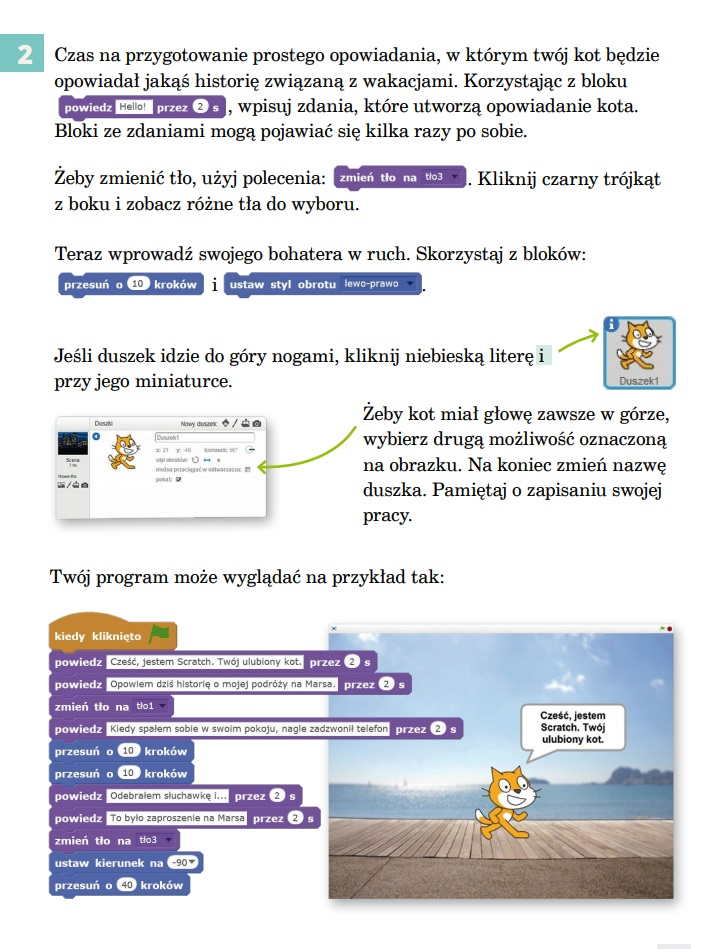 2
Czas na przygotowanie prostego opowiadania, w którym twój kot będzie
opowiadał jakąś historię związaną z wakacjami. Korzystając z bloku
powiedz Hello! przez 2 s , wpisuj zdania, które utworzą opowiadanie kota.
Bloki ze zdaniami mogą pojawiać się kilka razy po sobie.
Żeby zmienić tło, użyj polecenia: zmień tło na tło3 . Kliknij czarny trójkąt
z boku i zobacz różne tła do wyboru.
Teraz wprowadź swojego bohatera w ruch. Skorzystaj z bloków:
przesuń o 10 kroków i ustaw styl obrotu lewo-prawo .
Jeśli duszek idzie do góry nogami, kliknij niebieską literę i
przy jego miniaturce.
i
Duszek1
Duszki Nowy duszek:
Duszek1
x: 21 y: -40 kierunek: 90°
styl obrotów:
można przeciągać w odtwarzaczu:
pokaż:
Scena
Nowe tło:
Żeby kot miał głowę zawsze w górze,
wybierz drugą możliwość oznaczoną
na obrazku. Na koniec zmień nazwę
duszka. Pamiętaj o zapisaniu swojej
pracy.
Twój program może wyglądać na przykład tak:
kiedy kliknięto
powiedz Cześć, jestem Scratch. Twój ulubiony kot. przez 2 s
powiedz Opowiem dziś historię o mojej podróży na Marsa. przez 2 s
zmień tło na tło1
powiedz Kiedy spałem sobie w swoim pokoju, nagle zadzwonił telefon przez 2 s
przesuń o 10 kroków
przesuń o 10 kroków
powiedz Odebrałem słuchawkę i... przez 2 s
powiedz To było zaproszenie na Marsa przez 2 s
zmień tło na tło3
ustaw kierunek na -90
przesuń o 40 kroków
Cześć, jestem
Scratch. Twój
ulubiony kot.